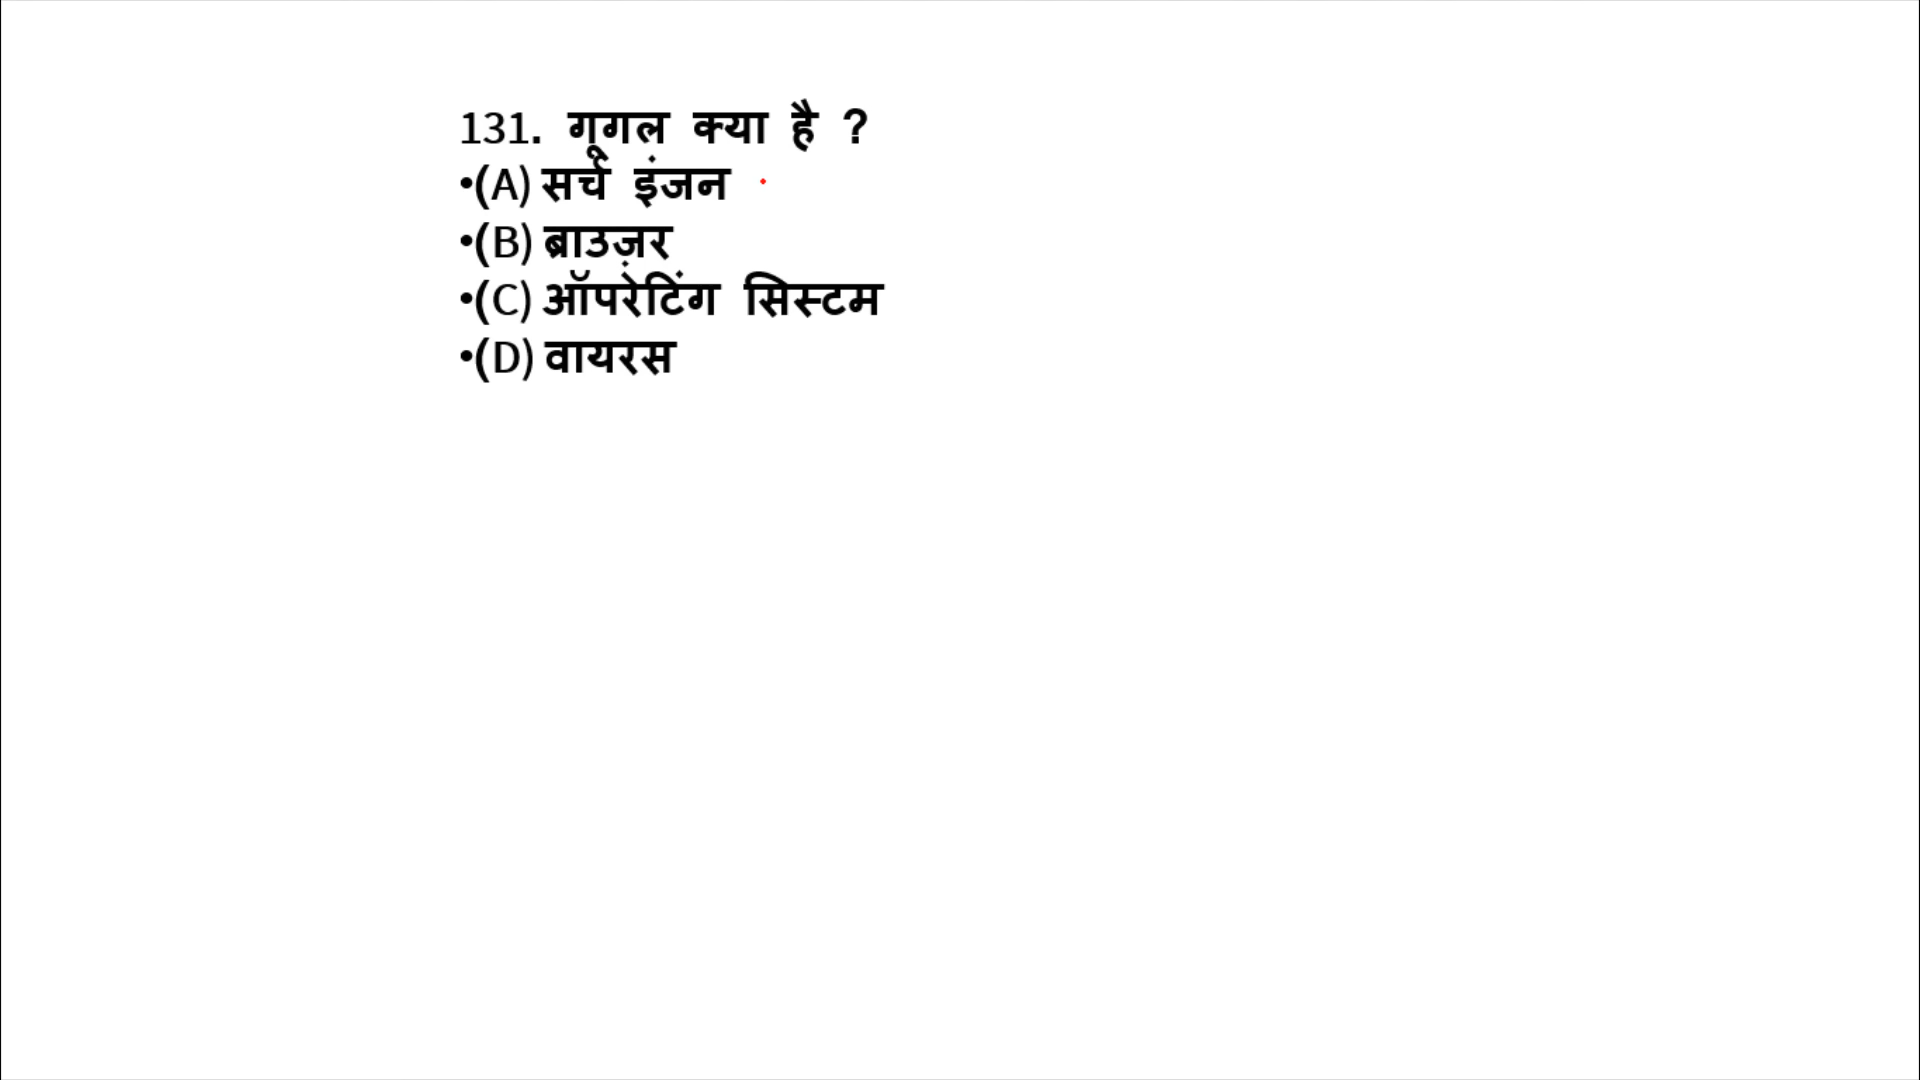 131. गूगल क्या है ?
•(A) सर्च इंजन
•(B) ब्राउज़र
•(C) ऑपरेटिंग सिस्टम
•(D) वायरस